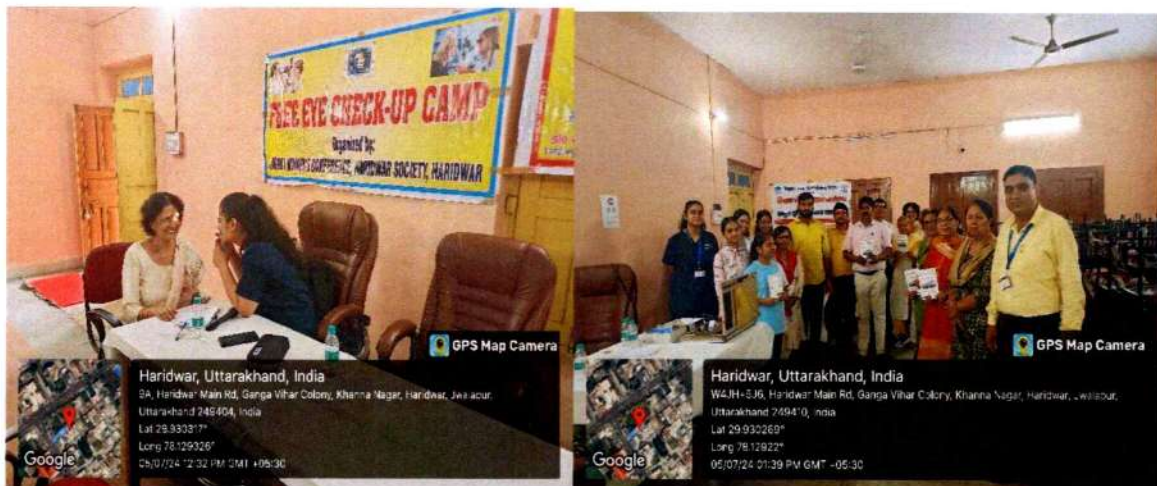 FREE EYE CHECK-UP CAMP
Organized by:
CONFERENCE, HARIDWAR SOCIETY, HARIDWAR
GPS Map Camera
Haridwar, Uttarakhand, India
9A, Haridwar Main Rd, Ganga Vihar Colony, Khanna Nagar, Haridwar, Jwalapur,
Uttarakhand 249404, India
Lat 29.930317°
Long 78.129326°
05/07/24 12:32 PM GMT +05:30
Google
GPS Map Camera
Haridwar, Uttarakhand, India
Haridwar Main Rd, Ganga Vihar Colony, Khanna Nagar, Haridwar, Jwalapur,
Uttarakhand 249410, India
Lat 29.930269°
Long 78.12922°
05/07/24 01:39 PM GMT +05:30
Google